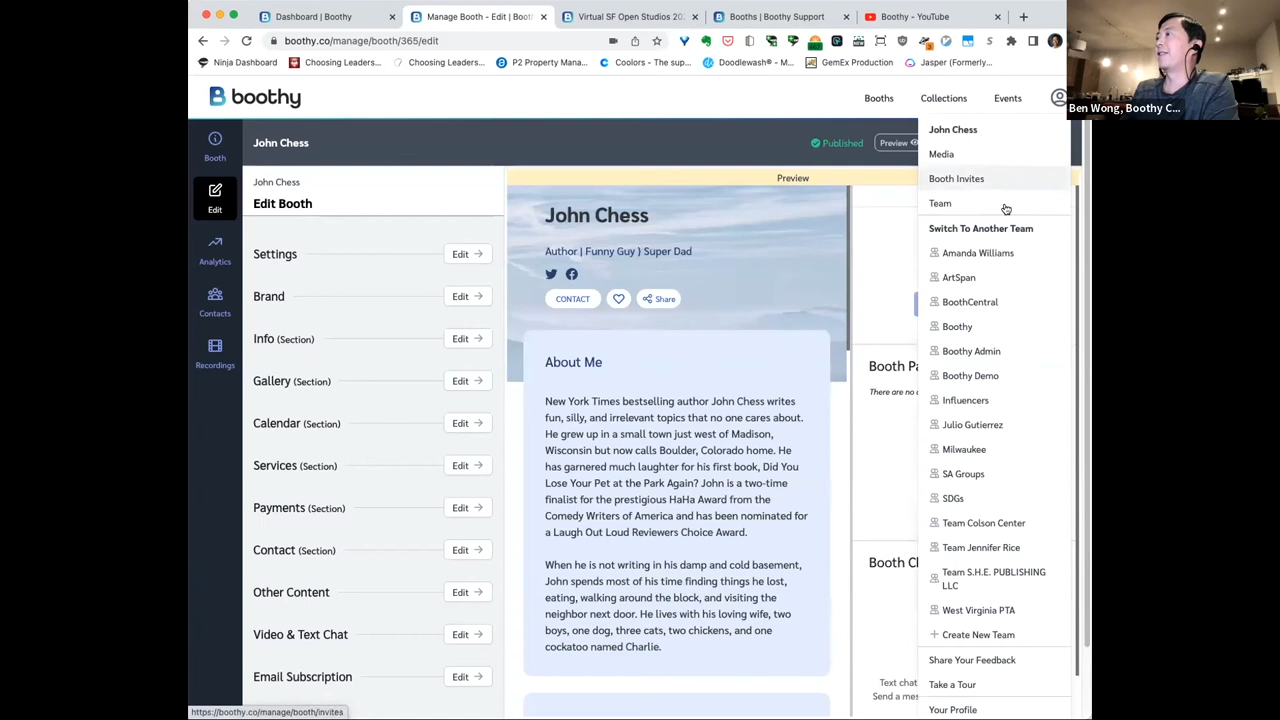 Dashboard | Boothy
Manage Booth - Edit | Boot
Virtual SF Open Studios 202
Booths | Boothy Support
Boothy - YouTube
boothy.co/manage/booth/365/edit
Ninja Dashboard
Choosing Leaders...
Choosing Leaders...
P2 Property Mana...
Coolors - The sup...
Doodlewash® - M...
GemEx Production
Jasper (Formerly...
Ben Wong, Boothy C...
boothy
Booths
Collections
Events
Booth
Edit
Analytics
Contacts
Recordings
John Chess
Published
Preview
John Chess
Edit Booth
Settings
Edit
Brand
Edit
Info (Section)
Edit
Gallery (Section)
Edit
Calendar (Section)
Edit
Services (Section)
Edit
Payments (Section)
Edit
Contact (Section)
Edit
Other Content
Edit
Video & Text Chat
Edit
Email Subscription
Edit
https://boothy.co/manage/booth/invites
Preview
John Chess
Author | Funny Guy } Super Dad
CONTACT
Share
About Me
New York Times bestselling author John Chess writes
fun, silly, and irrelevant topics that no one cares about.
He grew up in a small town just west of Madison,
Wisconsin but now calls Boulder, Colorado home. He
has garnered much laughter for his first book, Did You
Lose Your Pet at the Park Again? John is a two-time
finalist for the prestigious HaHa Award from the
Comedy Writers of America and has been nominated for
a Laugh Out Loud Reviewers Choice Award.
When he is not writing in his damp and cold basement,
John spends most of his time finding things he lost,
eating, walking around the block, and visiting the
neighbor next door. He lives with his loving wife, two
boys, one dog, three cats, two chickens, and one
cockatoo named Charlie.
Booth Pa
There are no
Booth Cl
Text chat
Send a mes
John Chess
Media
Booth Invites
Team
Switch To Another Team
Amanda Williams
ArtSpan
BoothCentral
Boothy
Boothy Admin
Boothy Demo
Influencers
Julio Gutierrez
Milwaukee
SA Groups
SDGs
Team Colson Center
Team Jennifer Rice
Team S.H.E. PUBLISHING
LLC
West Virginia PTA
Create New Team
Share Your Feedback
Take a Tour
Your Profile